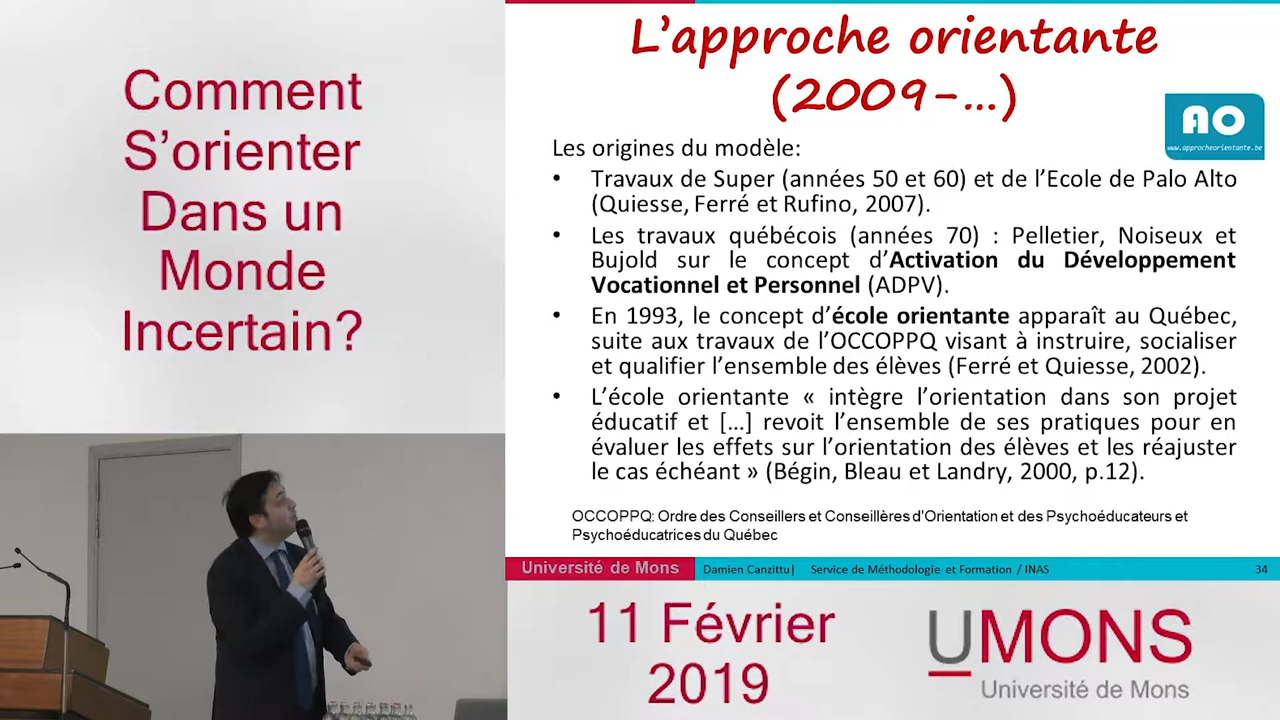 Comment
S'orienter
Dans un
Monde
Incertain?
L'approche orientante
(2009-...)
AO
www.approcheorientante.be
Les origines du modèle:
• Travaux de Super (années 50 et 60) et de l'Ecole de Palo Alto
(Quiesse, Ferré et Rufino, 2007).
• Les travaux québécois (années 70) : Pelletier, Noiseux et
Bujold sur le concept d'Activation du Développement
Vocationnel et Personnel (ADPV).
• En 1993, le concept d'école orientante apparaît au Québec,
suite aux travaux de l'OCCOPPQ visant à instruire, socialiser
et qualifier l'ensemble des élèves (Ferré et Quiesse, 2002).
• L'école orientante « intègre l'orientation dans son projet
éducatif et [...] revoit l'ensemble de ses pratiques pour en
évaluer les effets sur l'orientation des élèves et les réajuster
le cas échéant » (Bégin, Bleau et Landry, 2000, p.12).
OCCOPPQ: Ordre des Conseillers et Conseillères d'Orientation et des Psychoéducateurs et
Psychoéducatrices du Québec
Université de Mons Damien Canzittu| Service de Méthodologie et Formation / INAS 34
11 Février
2019
UMONS
Université de Mons